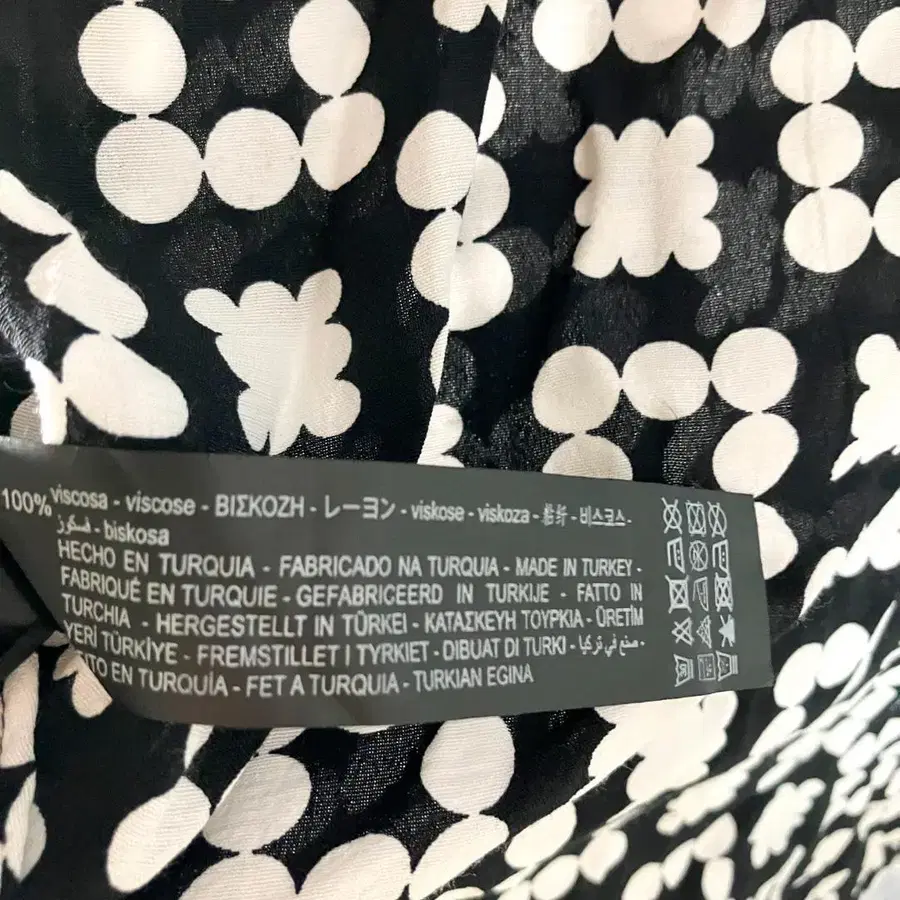 100% viscosa - viscose - ΒΙΣΚΟΖΗ - レーヨン - viskose - viskoza - 粘纤 - 비스코스 -
فسكوز - biskosa
HECHO EN TURQUIA - FABRICADO NA TURQUIA - MADE IN TURKEY -
FABRIQUÉ EN TURQUIE - GEFABRICEERD IN TURKIJE - FATTO IN
TURCHIA - HERGESTELLT IN TÜRKEI - ΚΑΤΑΣΚΕΥΗ ΤΟΥΡΚΙΑ - ÜRETİM
YERİ TÜRKİYE - FREMSTILLET I TYRKIET - DIBUAT DI TURKI - صنع في تركيا -
TO EN TURQUÍA - FET A TURQUIA - TURKIAN EGINA